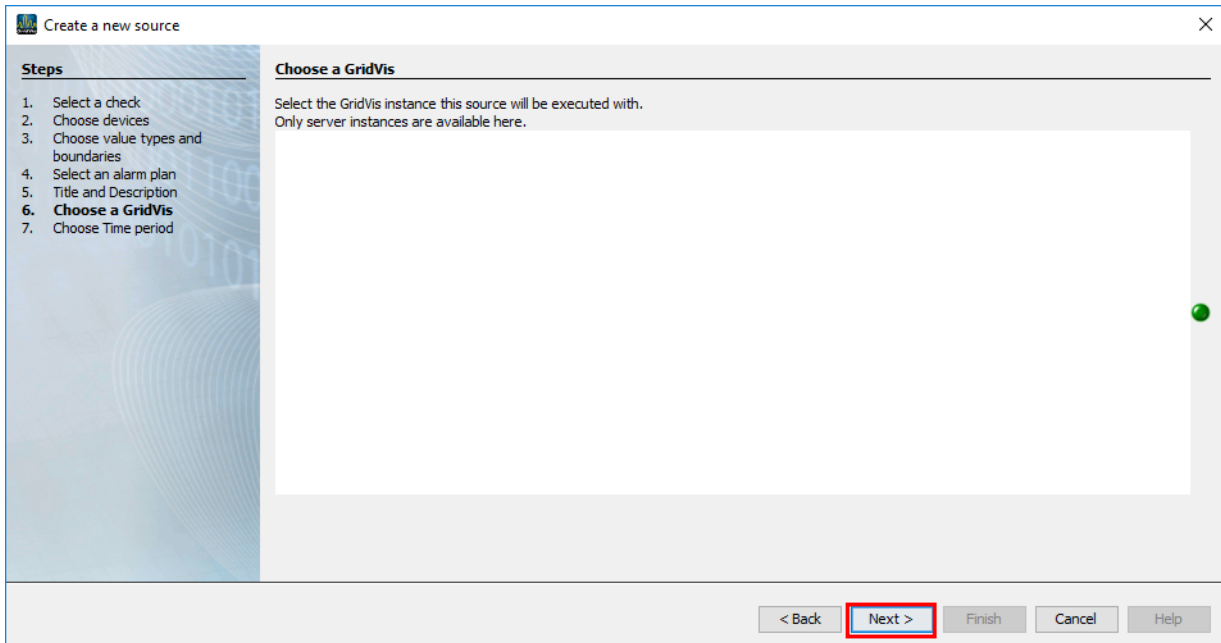 Create a new source
Steps
1. Select a check
2. Choose devices
3. Choose value types and
boundaries
4. Select an alarm plan
5. Title and Description
6. Choose a GridVis
7. Choose Time period
Choose a GridVis
Select the GridVis instance this source will be executed with.
Only server instances are available here.
< Back Next > Finish Cancel Help